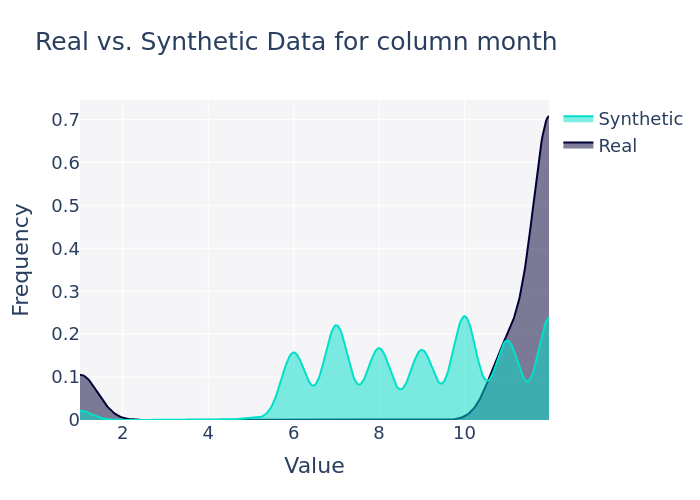 Real vs. Synthetic Data for column month
Synthetic
Real
0.7
0.6
0.5
0.4
0.3
0.2
0.1
0
2
4
6
8
10
Frequency
Value